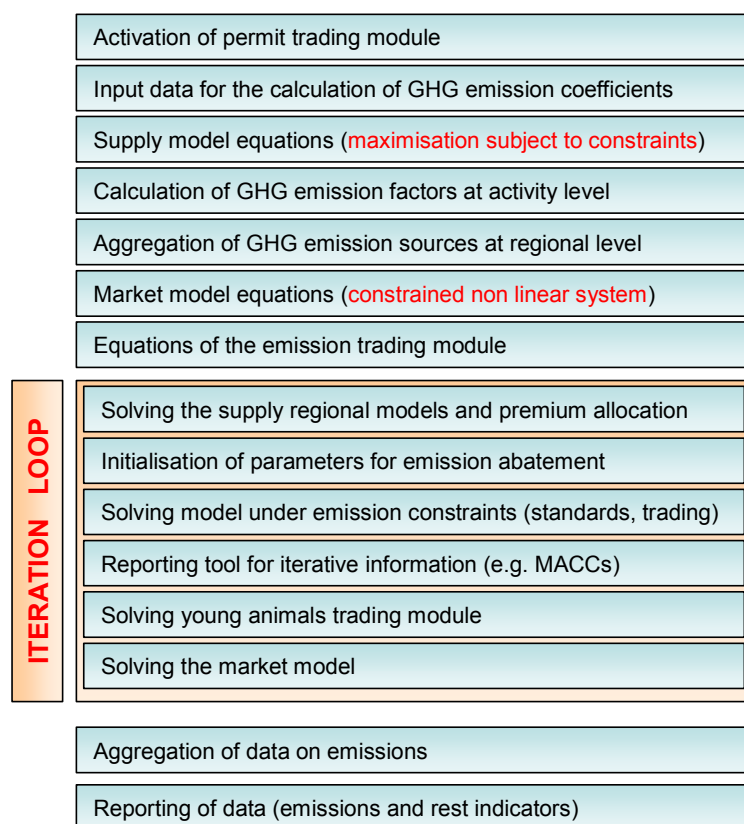 Activation of permit trading module
Input data for the calculation of GHG emission coefficients
Supply model equations (maximisation subject to constraints)
Calculation of GHG emission factors at activity level
Aggregation of GHG emission sources at regional level
Market model equations (constrained non linear system)
Equations of the emission trading module
ITERATION LOOP
Solving the supply regional models and premium allocation
Initialisation of parameters for emission abatement
Solving model under emission constraints (standards, trading)
Reporting tool for iterative information (e.g. MACCs)
Solving young animals trading module
Solving the market model
Aggregation of data on emissions
Reporting of data (emissions and rest indicators)